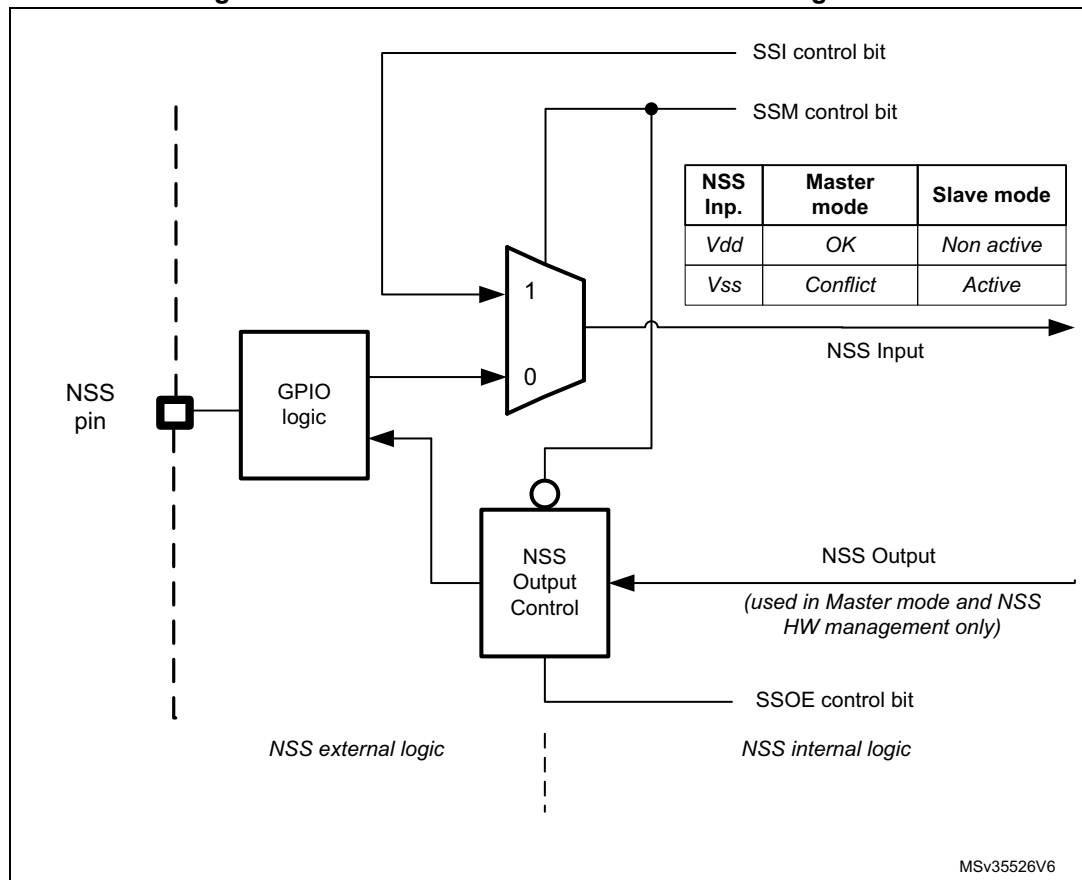 SSI control bit
SSM control bit
NSS Inp. Master mode Slave mode
Vdd OK Non active
Vss Conflict Active
1
NSS Input
0
GPIO
logic
NSS
pin
NSS
Output
Control
NSS Output
(used in Master mode and NSS
HW management only)
SSOE control bit
NSS external logic
NSS internal logic
MSv35526V6